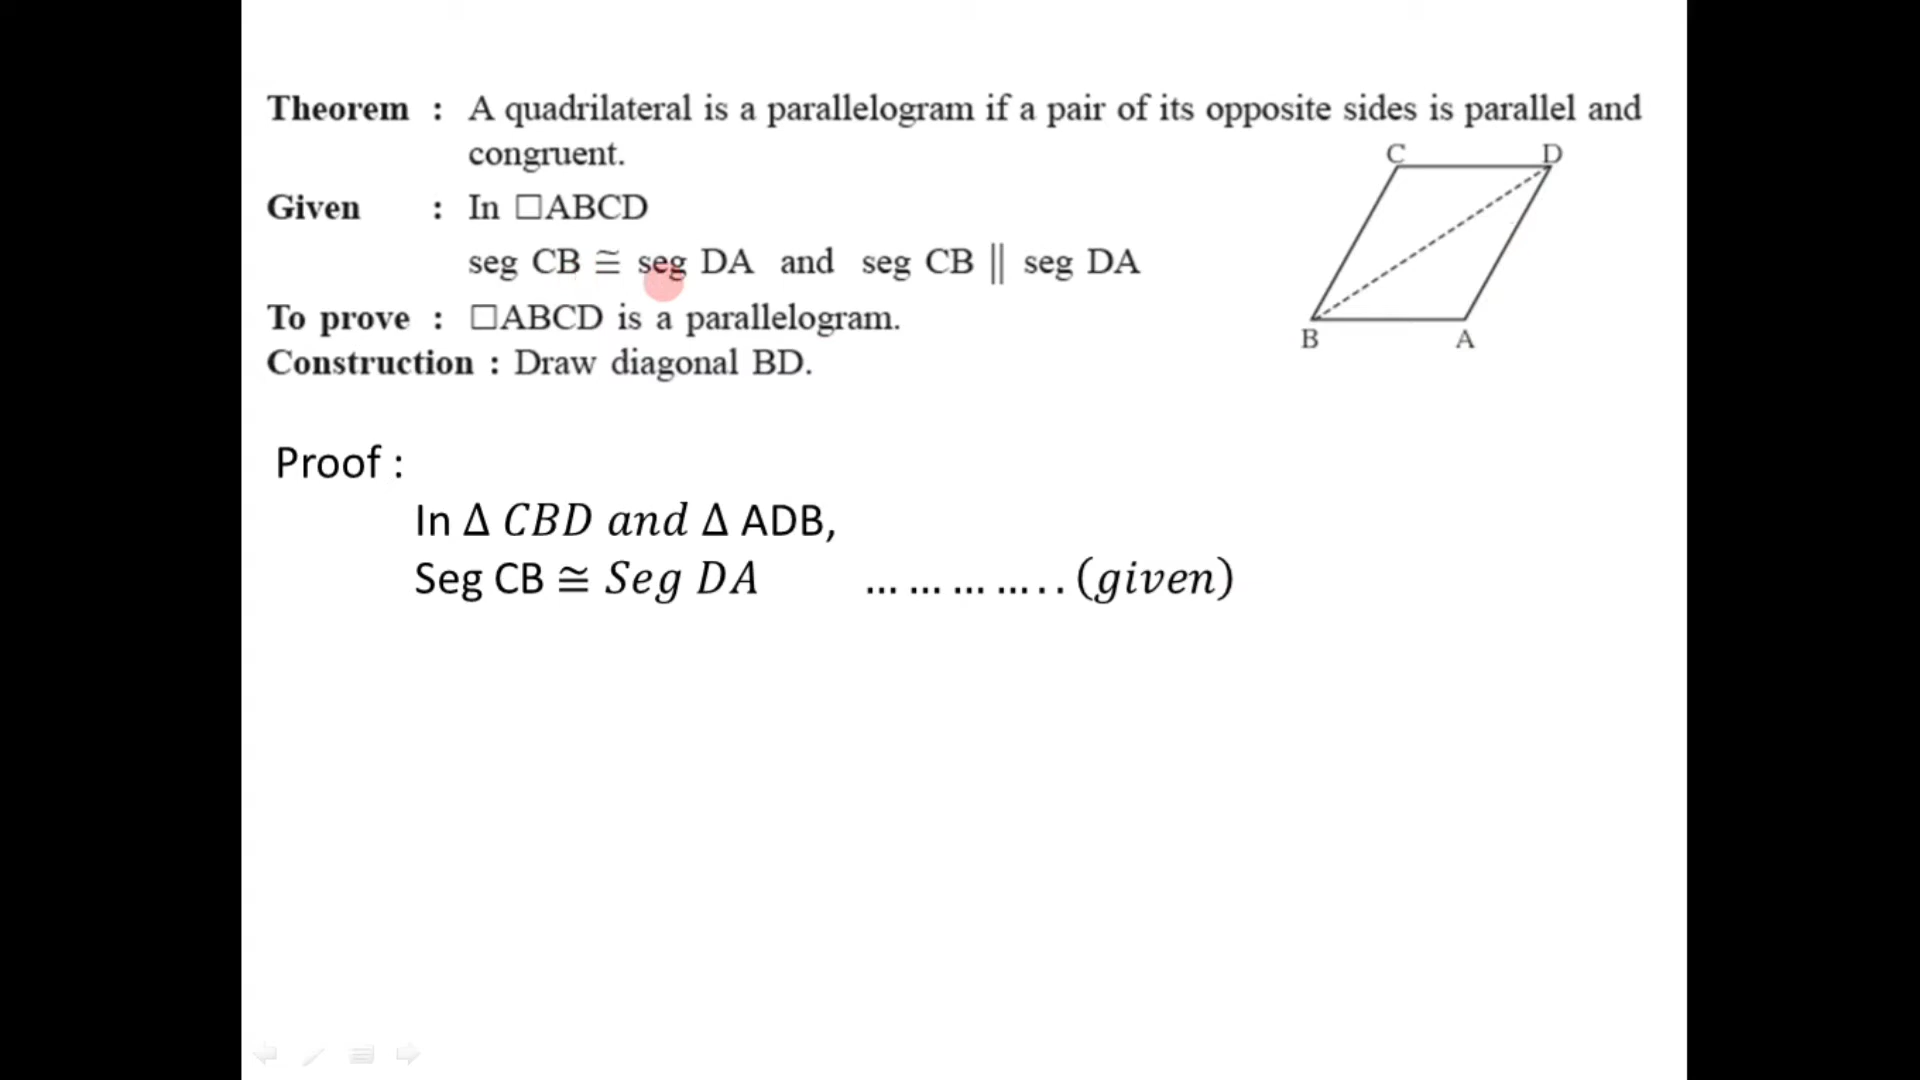 Theorem : A quadrilateral is a parallelogram if a pair of its opposite sides is parallel and
congruent.
C D
Given : In □ABCD
seg CB ≅ seg DA and seg CB || seg DA
To prove : □ABCD is a parallelogram.
B A
Construction : Draw diagonal BD.
Proof :
In Δ CBD and Δ ADB,
Seg CB ≅ Seg DA … … … ….. . (given)